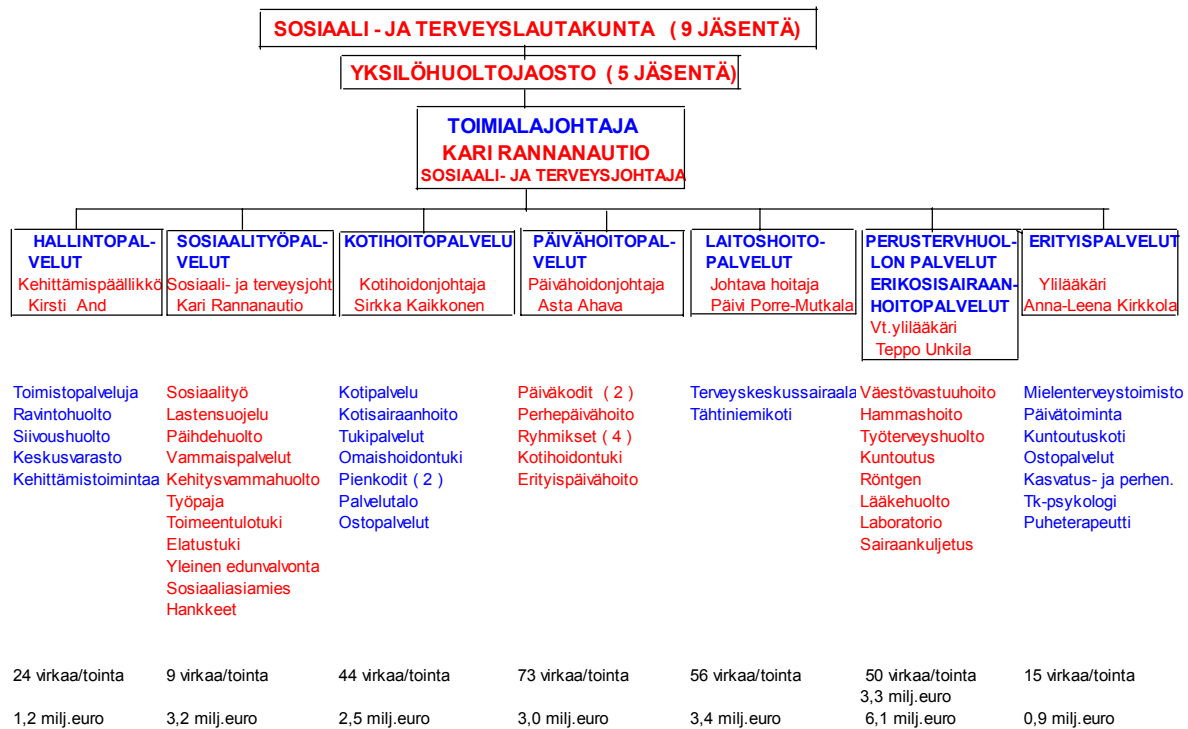 SOSIAALI - JA TERVEYSLAUTAKUNTA ( 9 JÄSENTÄ)
YKSILÖHUOLTOJAOSTO ( 5 JÄSENTÄ)
TOIMIALAJOHTAJA
KARI RANNANAUTIO
SOSIAALI- JA TERVEYSJOHTAJA
HALLINTOPAL-
VELUT
Kehittämispäällikkö
Kirsti And
SOSIAALITYÖPAL-
VELUT
Sosiaali- ja terveysjoht
Kari Rannanautio
KOTIHOITOPALVELU
Kotihoidonjohtaja
Sirkka Kaikkonen
PÄIVÄHOITOPAL-
VELUT
Päivähoidonjohtaja
Asta Ahava
LAITOSHOITO-
PALVELUT
Johtava hoitaja
Päivi Porre-Mutkala
PERUSTERVHUOL-
LON PALVELUT
ERIKOSISAIRAAN-
HOITOPALVELUT
Vt.ylilääkäri
Teppo Unkila
ERITYISPALVELUT
Ylilääkäri
Anna-Leena Kirkkola
Toimistopalveluja
Ravintohuolto
Siivoushuolto
Keskusvarasto
Kehittämistoimintaa
Sosiaalityö
Lastensuojelu
Päihdehuolto
Vammaispalvelut
Kehitysvammahuolto
Työpaja
Toimeentulotuki
Elatustuki
Yleinen edunvalvonta
Sosiaaliasiamies
Hankkeet
Kotipalvelu
Kotisairaanhoito
Tukipalvelut
Omaishoidontuki
Pienkodit ( 2 )
Palvelutalo
Ostopalvelut
Päiväkodit ( 2 )
Perhepäivähoito
Ryhmikset ( 4 )
Kotihoidontuki
Erityispäivähoito
Terveyskeskussairaala
Tähtiniemikoti
Väestövastuuhoito
Hammashoito
Työterveyshuolto
Kuntoutus
Röntgen
Lääkehuolto
Laboratorio
Sairaankuljetus
Mielenterveystoimisto
Päivätoiminta
Kuntoutuskoti
Ostopalvelut
Kasvatus- ja perhen.
Tk-psykologi
Puheterapeutti
24 virkaa/tointa
1,2 milj.euro
9 virkaa/tointa
3,2 milj.euro
44 virkaa/tointa
2,5 milj.euro
73 virkaa/tointa
3,0 milj.euro
56 virkaa/tointa
3,4 milj.euro
50 virkaa/tointa
3,3 milj.euro
6,1 milj.euro
15 virkaa/tointa
0,9 milj.euro